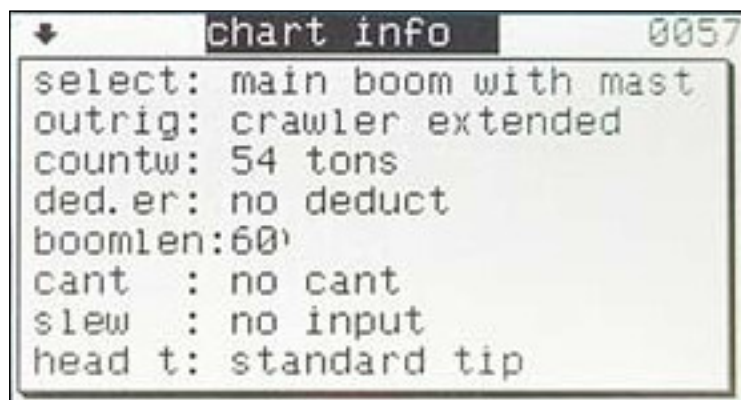 chart info 0057
select: main boom with mast
outrig: crawler extended
countw: 54 tons
ded.er: no deduct
boomlen:60'
cant : no cant
slew : no input
head t: standard tip